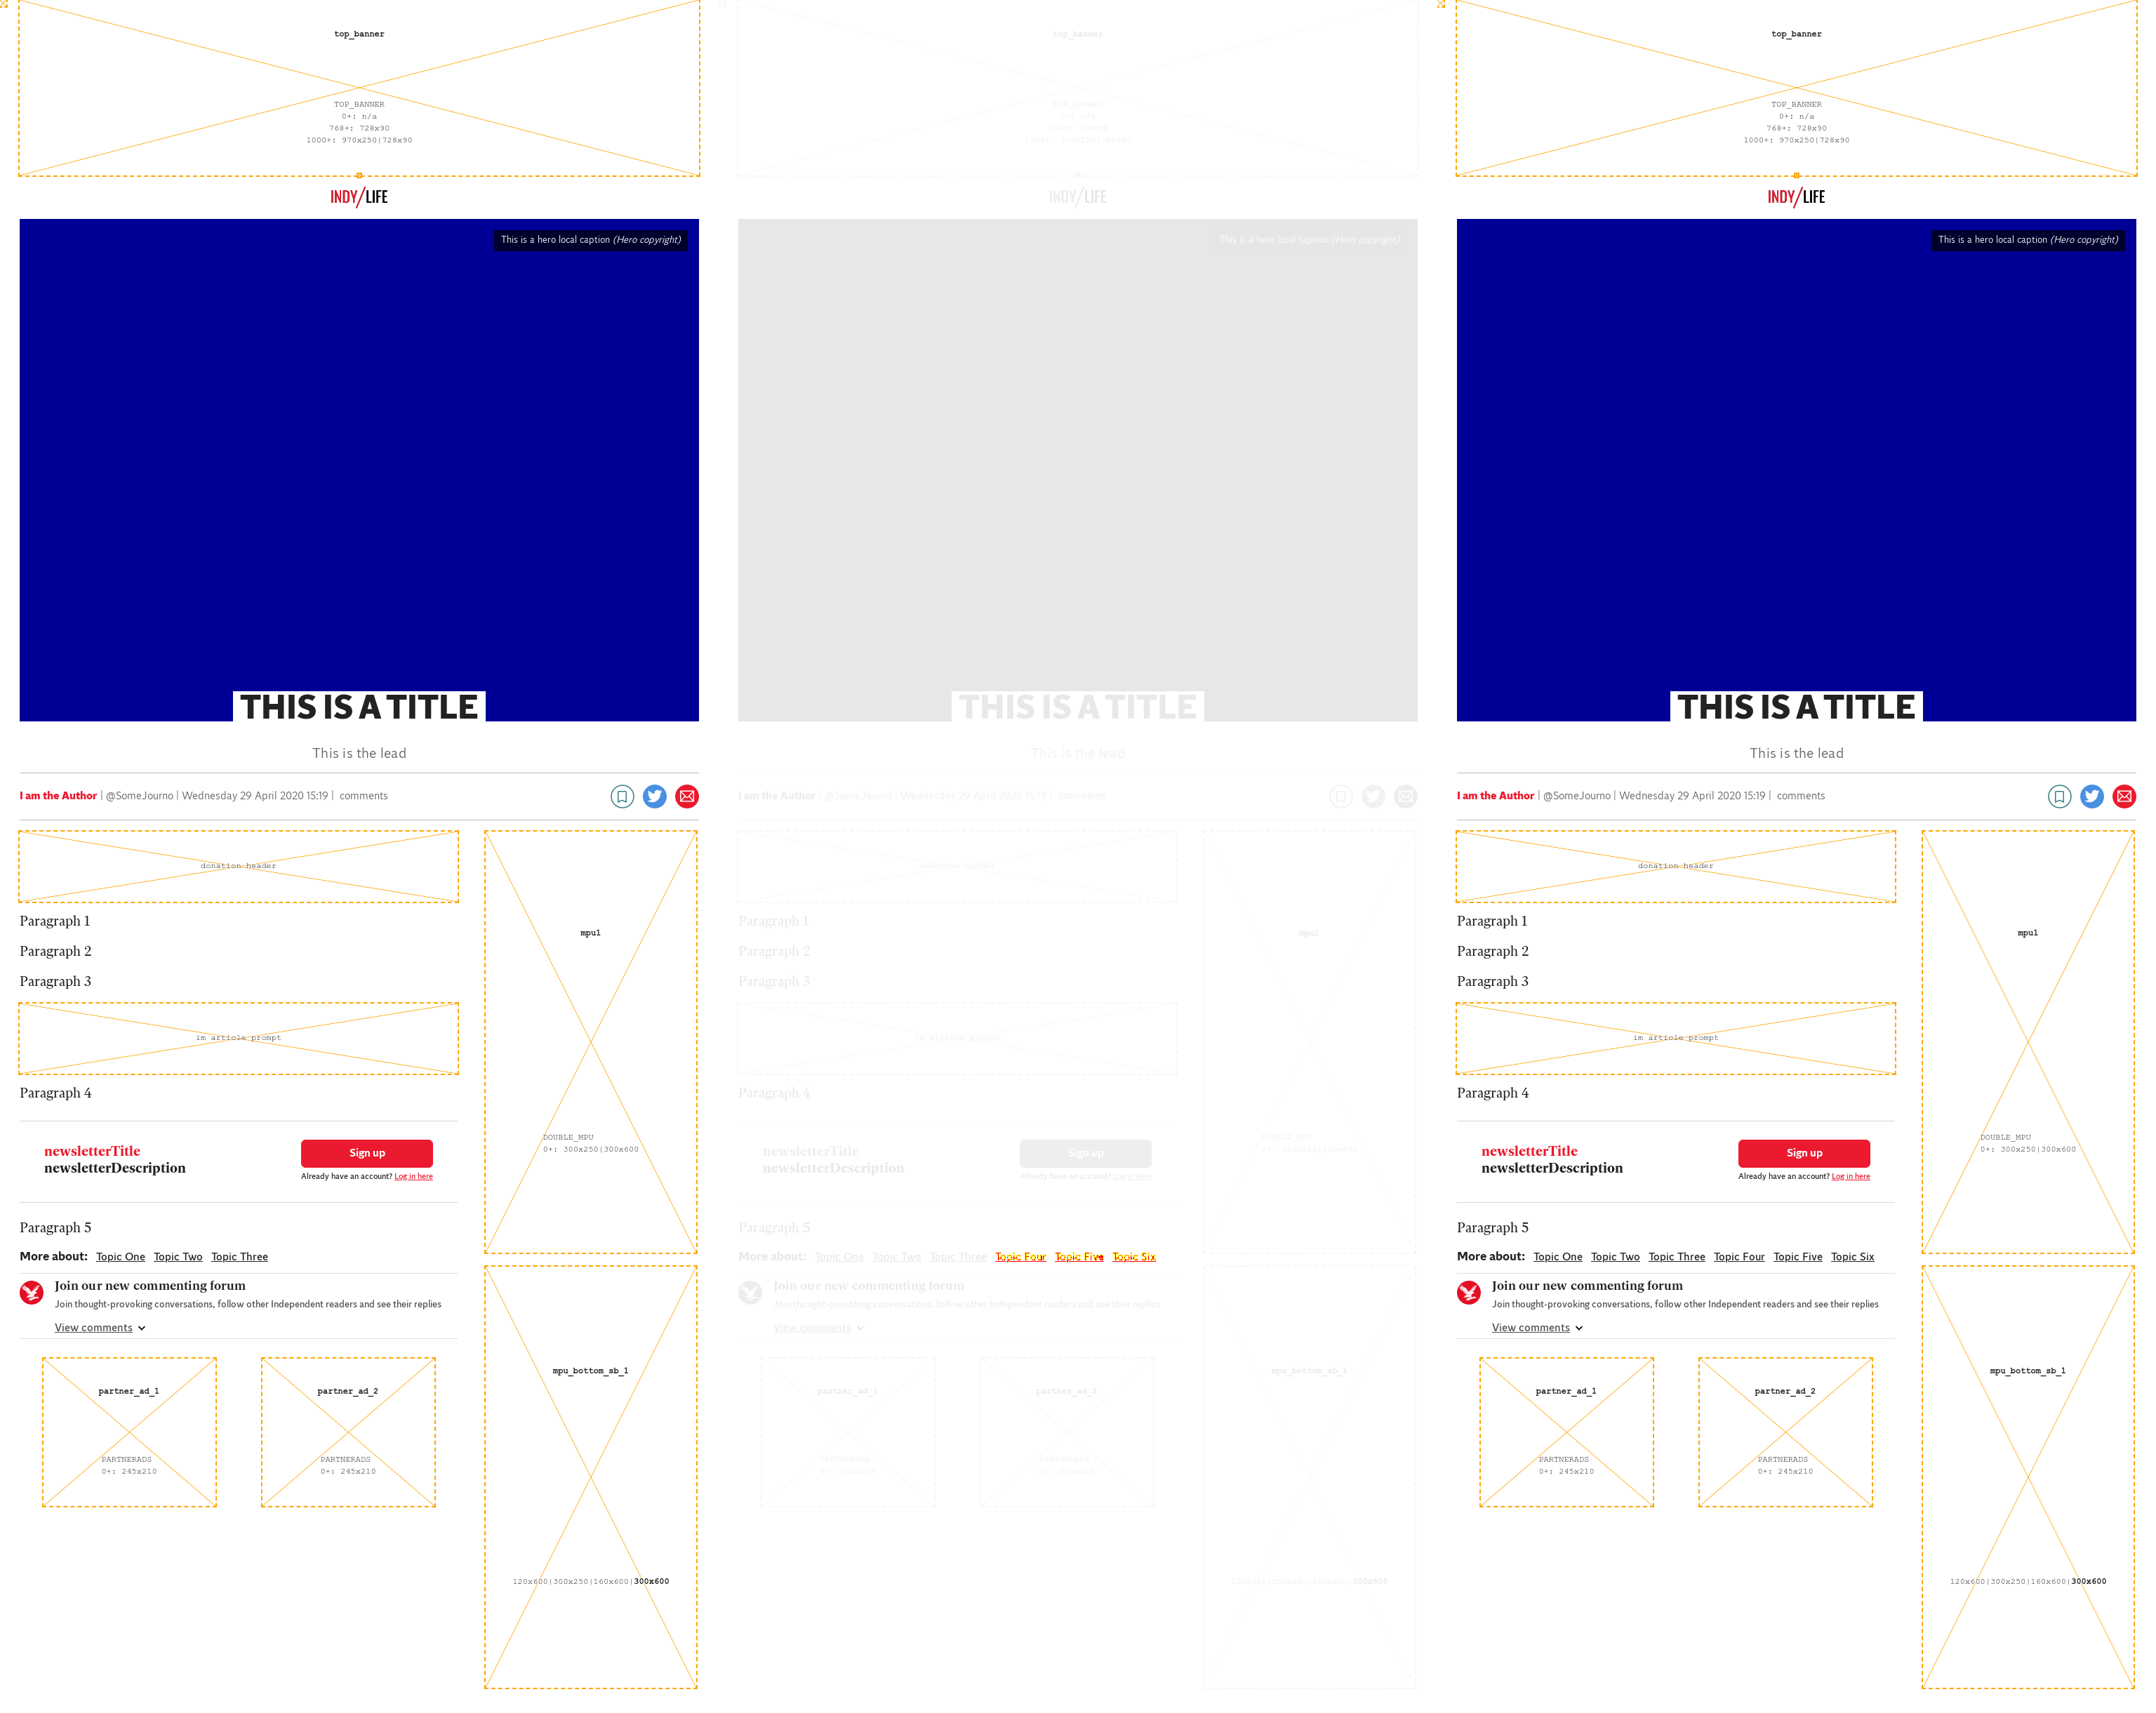 top_banner
TOP_BANNER
0+: n/a
768+: 728x90
1000+: 970x250|728x90
INDY/LIFE
This is a hero local caption (Hero copyright)
THIS IS A TITLE
This is the lead
I am the Author | @SomeJourno | Wednesday 29 April 2020 15:19 | comments
donation header
Paragraph 1
Paragraph 2
Paragraph 3
im article prompt
Paragraph 4
newsletterTitle
newsletterDescription
Sign up
Already have an account? Log in here
Paragraph 5
More about: Topic One Topic Two Topic Three
Join our new commenting forum
Join thought-provoking conversations, follow other Independent readers and see their replies
View comments
partner_ad_1
PARTNERADS
0+: 245x210
partner_ad_2
PARTNERADS
0+: 245x210
mpu1
DOUBLE_MPU
0+: 300x250|300x600
mpu_bottom_sb_1
120x600|300x250|160x600|300x600
top_banner
TOP_BANNER
0+: n/a
768+: 728x90
1000+: 970x250|728x90
INDY/LIFE
This is a hero local caption (Hero copyright)
THIS IS A TITLE
This is the lead
I am the Author | @SomeJourno | Wednesday 29 April 2020 15:19 | comments
donation header
Paragraph 1
Paragraph 2
Paragraph 3
im article prompt
Paragraph 4
newsletterTitle
newsletterDescription
Sign up
Already have an account? Log in here
Paragraph 5
More about: Topic One Topic Two Topic Three Topic Four Topic Five Topic Six
Join our new commenting forum
Join thought-provoking conversations, follow other Independent readers and see their replies
View comments
partner_ad_1
PARTNERADS
0+: 245x210
partner_ad_2
PARTNERADS
0+: 245x210
mpu1
DOUBLE_MPU
0+: 300x250|300x600
mpu_bottom_sb_1
120x600|300x250|160x600|300x600
top_banner
TOP_BANNER
0+: n/a
768+: 728x90
1000+: 970x250|728x90
INDY/LIFE
This is a hero local caption (Hero copyright)
THIS IS A TITLE
This is the lead
I am the Author | @SomeJourno | Wednesday 29 April 2020 15:19 | comments
donation header
Paragraph 1
Paragraph 2
Paragraph 3
im article prompt
Paragraph 4
newsletterTitle
newsletterDescription
Sign up
Already have an account? Log in here
Paragraph 5
More about: Topic One Topic Two Topic Three Topic Four Topic Five Topic Six
Join our new commenting forum
Join thought-provoking conversations, follow other Independent readers and see their replies
View comments
partner_ad_1
PARTNERADS
0+: 245x210
partner_ad_2
PARTNERADS
0+: 245x210
mpu1
DOUBLE_MPU
0+: 300x250|300x600
mpu_bottom_sb_1
120x600|300x250|160x600|300x600